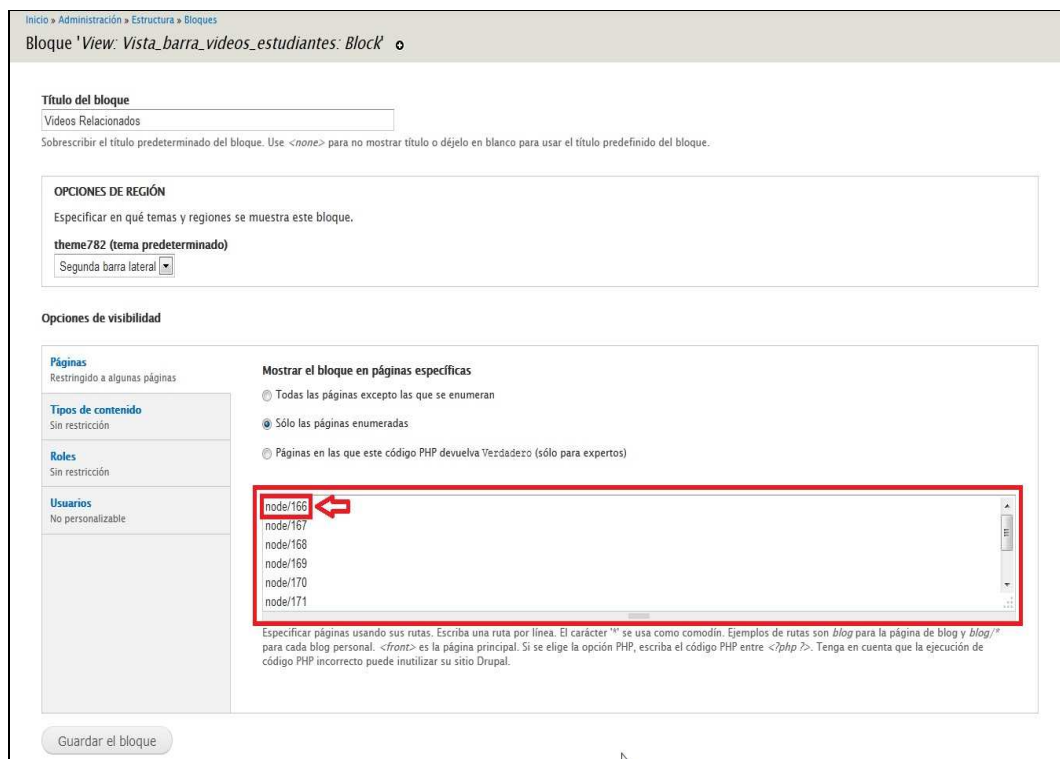 Inicio » Administración » Estructura » Bloques
Bloque 'View: Vista_barra_videos_estudiantes: Block'
Título del bloque
Videos Relacionados
Sobrescribir el título predeterminado del bloque. Use <none> para no mostrar título o déjelo en blanco para usar el título predefinido del bloque.
OPCIONES DE REGIÓN
Especificar en qué temas y regiones se muestra este bloque.
theme782 (tema predeterminado)
Segunda barra lateral
Opciones de visibilidad
Páginas
Restringido a algunas páginas
Tipos de contenido
Sin restricción
Roles
Sin restricción
Usuarios
No personalizable
Mostrar el bloque en páginas específicas
Todas las páginas excepto las que se enumeran
Sólo las páginas enumeradas
Páginas en las que este código PHP devuelva Verdadero (sólo para expertos)
node/166
node/167
node/168
node/169
node/170
node/171
Especificar páginas usando sus rutas. Escriba una ruta por línea. El carácter '*' se usa como comodín. Ejemplos de rutas son blog para la página de blog y blog/*
para cada blog personal. <front> es la página principal. Si se elige la opción PHP, escriba el código PHP entre <?php ?>. Tenga en cuenta que la ejecución de
código PHP incorrecto puede inutilizar su sitio Drupal.
Guardar el bloque